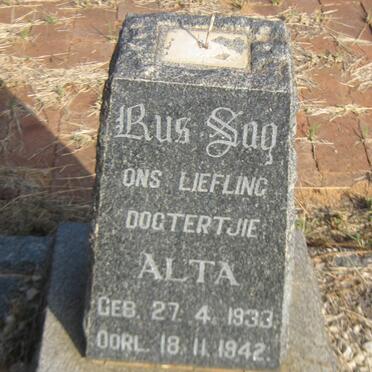 Rus Sag
ONS LIEFLING
DOGTERTJIE
ALTA
GEB. 27. 4. 1933.
OORL. 18. 11. 1942.